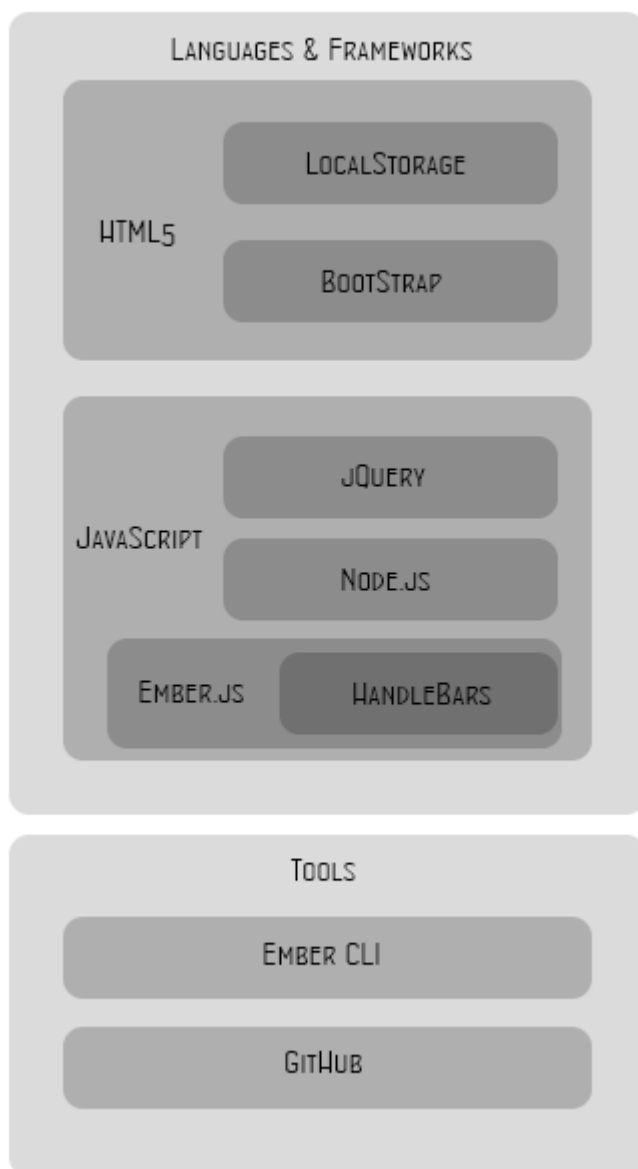 Languages & Frameworks
LocalStorage
HTML5
BootStrap
jQuery
JavaScript
Node.js
Ember.js
HandleBars
Tools
Ember CLI
GitHub